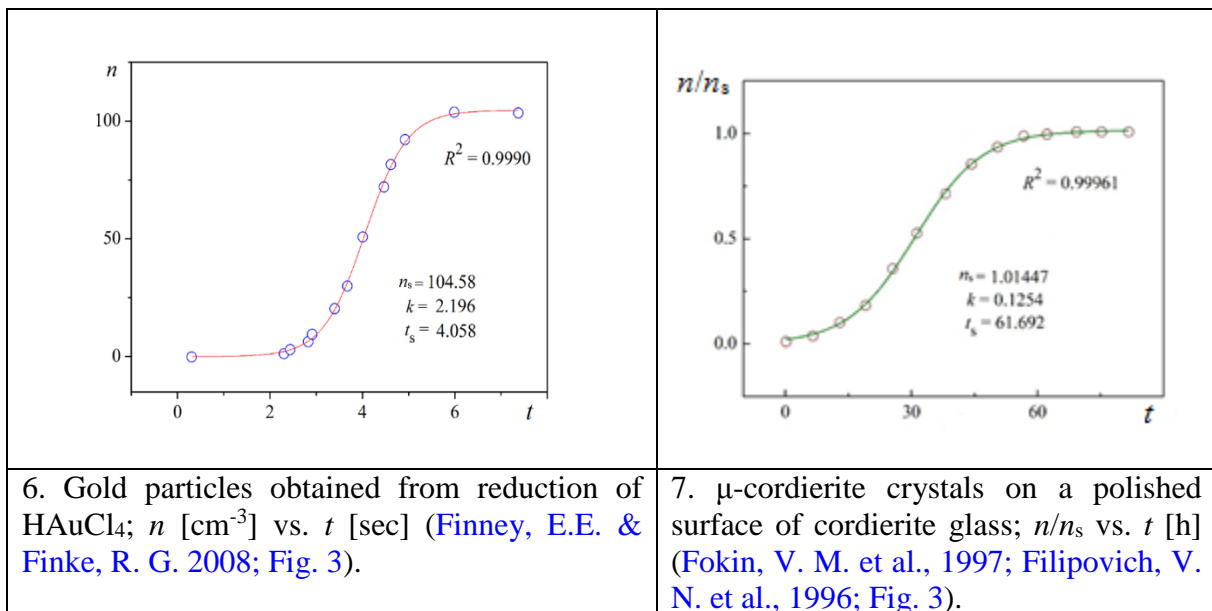 n
100
50
0
R² = 0.9990
nₛ = 104.58
k = 2.196
tₛ = 4.058
0 2 4 6 t
n/nₛ
1.0
0.5
0.0
R² = 0.99961
nₛ = 1.01447
k = 0.1254
tₛ = 61.692
0 30 60 t
6. Gold particles obtained from reduction of
HAuCl₄; n [cm⁻³] vs. t [sec] (Finney, E.E. &
Finke, R. G. 2008; Fig. 3).
7. μ-cordierite crystals on a polished
surface of cordierite glass; n/nₛ vs. t [h]
(Fokin, V. M. et al., 1997; Filipovich, V.
N. et al., 1996; Fig. 3).